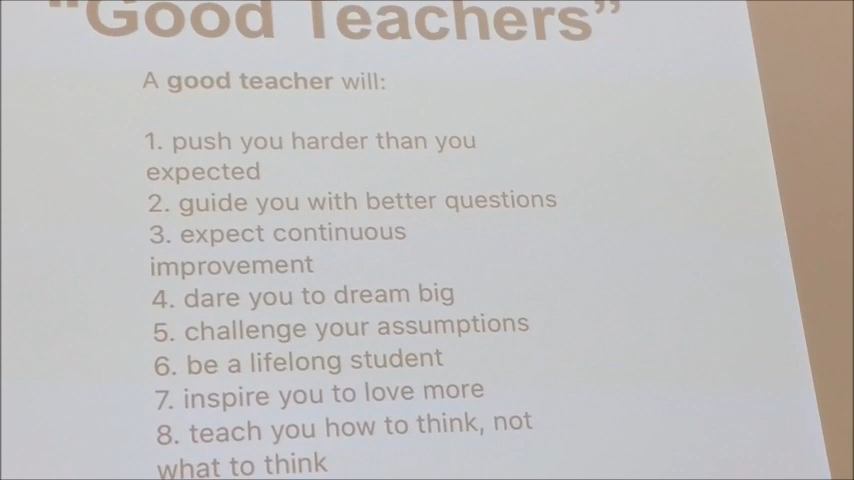 "Good Teachers"
A good teacher will:
1. push you harder than you
expected
2. guide you with better questions
3. expect continuous
improvement
4. dare you to dream big
5. challenge your assumptions
6. be a lifelong student
7. inspire you to love more
8. teach you how to think, not
what to think